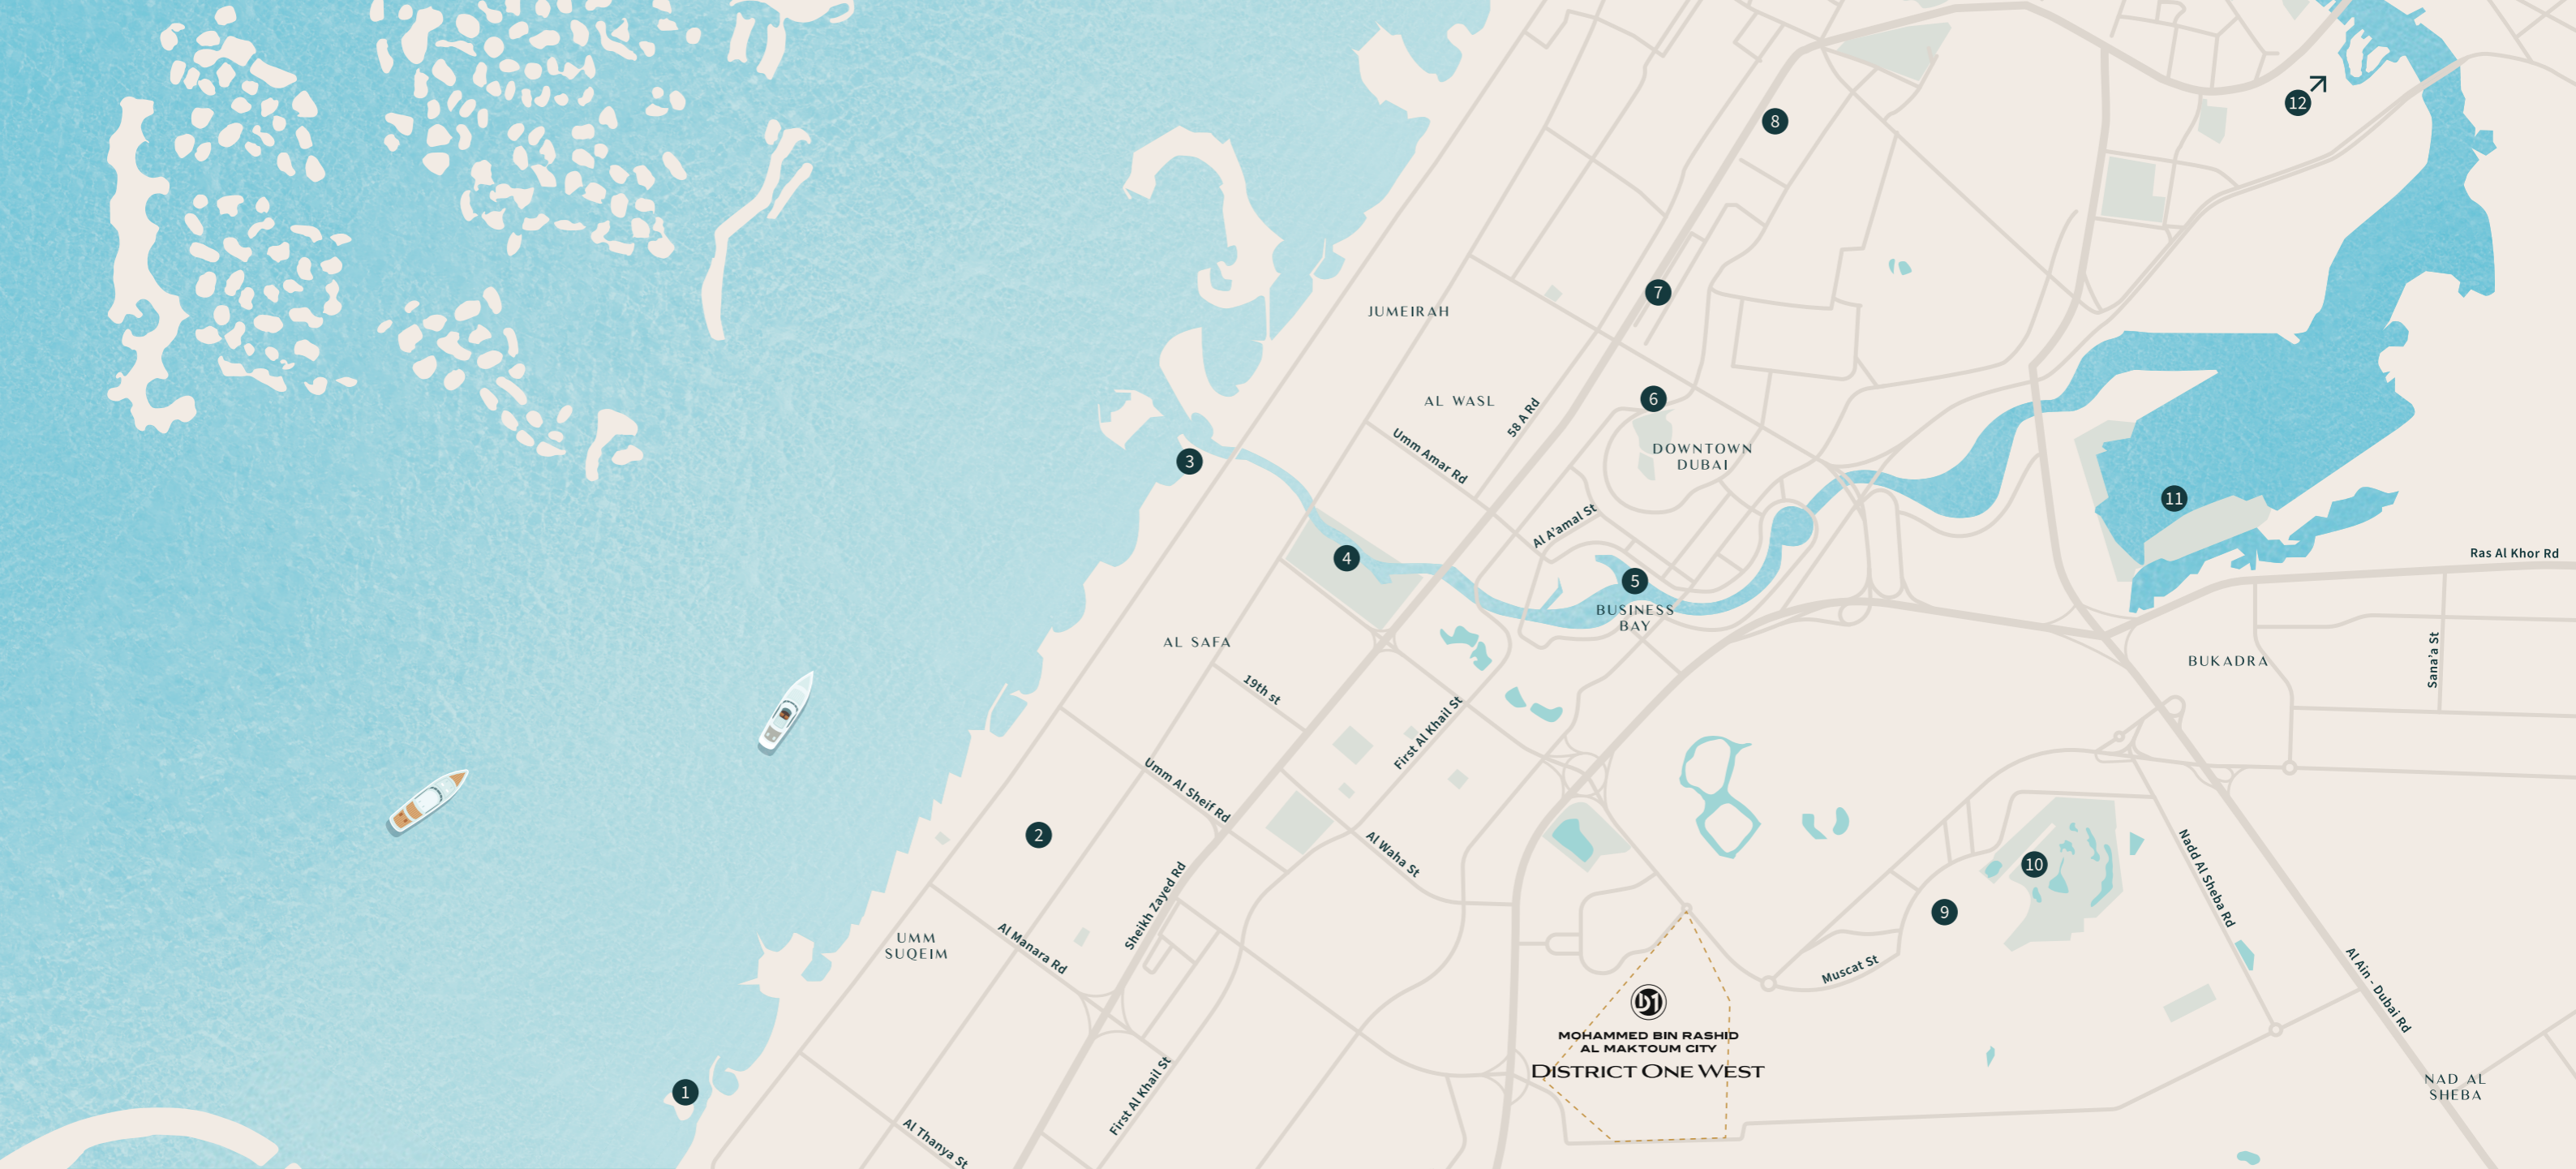 12
8
7
JUMEIRAH
6
AL WASL
58 A Rd
Umm Amar Rd
DOWNTOWN
DUBAI
3
11
Al A'amal St
Ras Al Khor Rd
4
5
BUSINESS
BAY
AL SAFA
Sana'a St
BUKADRA
19th st
First Al Khail St
Umm Al Sheif Rd
2
Al Waha St
10
Nadd Al Sheba Rd
Sheikh Zayed Rd
9
UMM
SUQEIM
Al Manara Rd
Muscat St
Al Ain - Dubai Rd
D1
MOHAMMED BIN RASHID
AL MAKTOUM CITY
DISTRICT ONE WEST
1
First Al Khail St
NAD AL
SHEBA
Al Thanya St